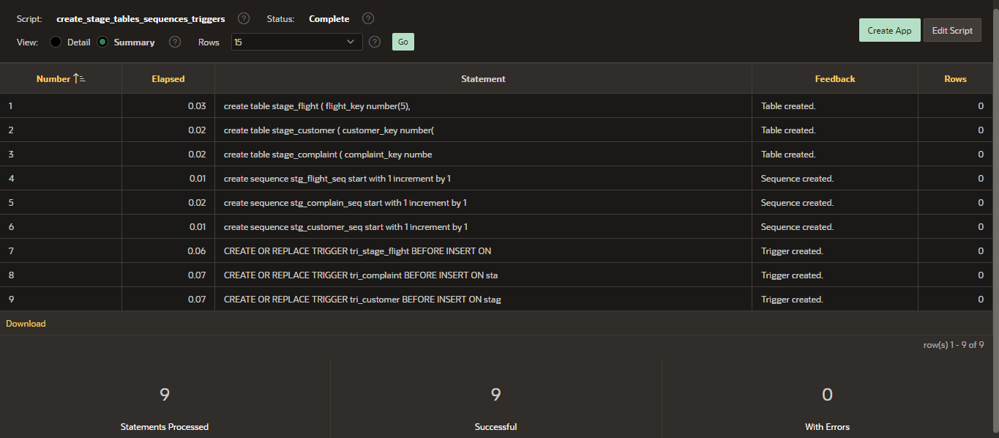 Script: create_stage_tables_sequences_triggers ? Status: Complete ? Create App Edit Script
View: Detail Summary ? Rows 15 ? Go
Number Elapsed Statement Feedback Rows
1 0.03 create table stage_flight ( flight_key number(5), Table created. 0
2 0.02 create table stage_customer ( customer_key number( Table created. 0
3 0.02 create table stage_complaint ( complaint_key numbe Table created. 0
4 0.01 create sequence stg_flight_seq start with 1 increment by 1 Sequence created. 0
5 0.02 create sequence stg_complain_seq start with 1 increment by 1 Sequence created. 0
6 0.01 create sequence stg_customer_seq start with 1 increment by 1 Sequence created. 0
7 0.06 CREATE OR REPLACE TRIGGER tri_stage_flight BEFORE INSERT ON Trigger created. 0
8 0.07 CREATE OR REPLACE TRIGGER tri_complaint BEFORE INSERT ON sta Trigger created. 0
9 0.07 CREATE OR REPLACE TRIGGER tri_customer BEFORE INSERT ON stag Trigger created. 0
Download
row(s) 1 - 9 of 9
9 9 0
Statements Processed Successful With Errors